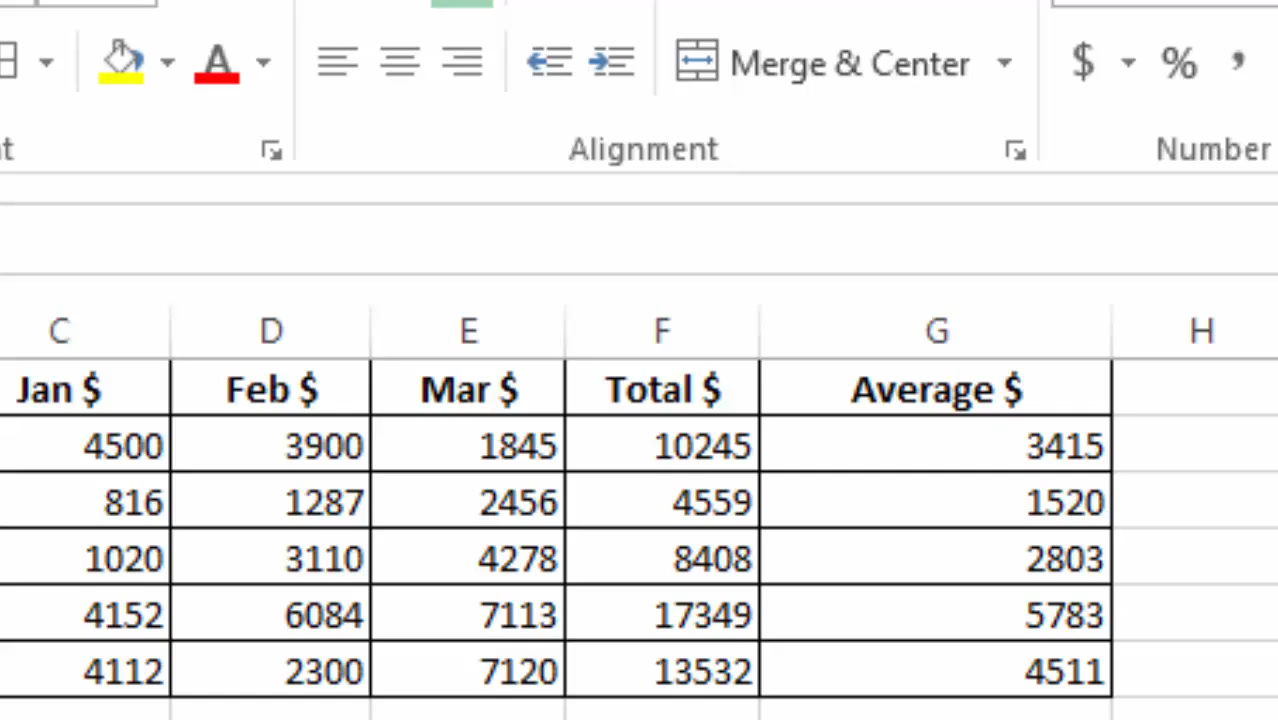 A Merge & Center $ % ,
t Alignment Number
C D E F G H
Jan $ Feb $ Mar $ Total $ Average $
4500 3900 1845 10245 3415
816 1287 2456 4559 1520
1020 3110 4278 8408 2803
4152 6084 7113 17349 5783
4112 2300 7120 13532 4511